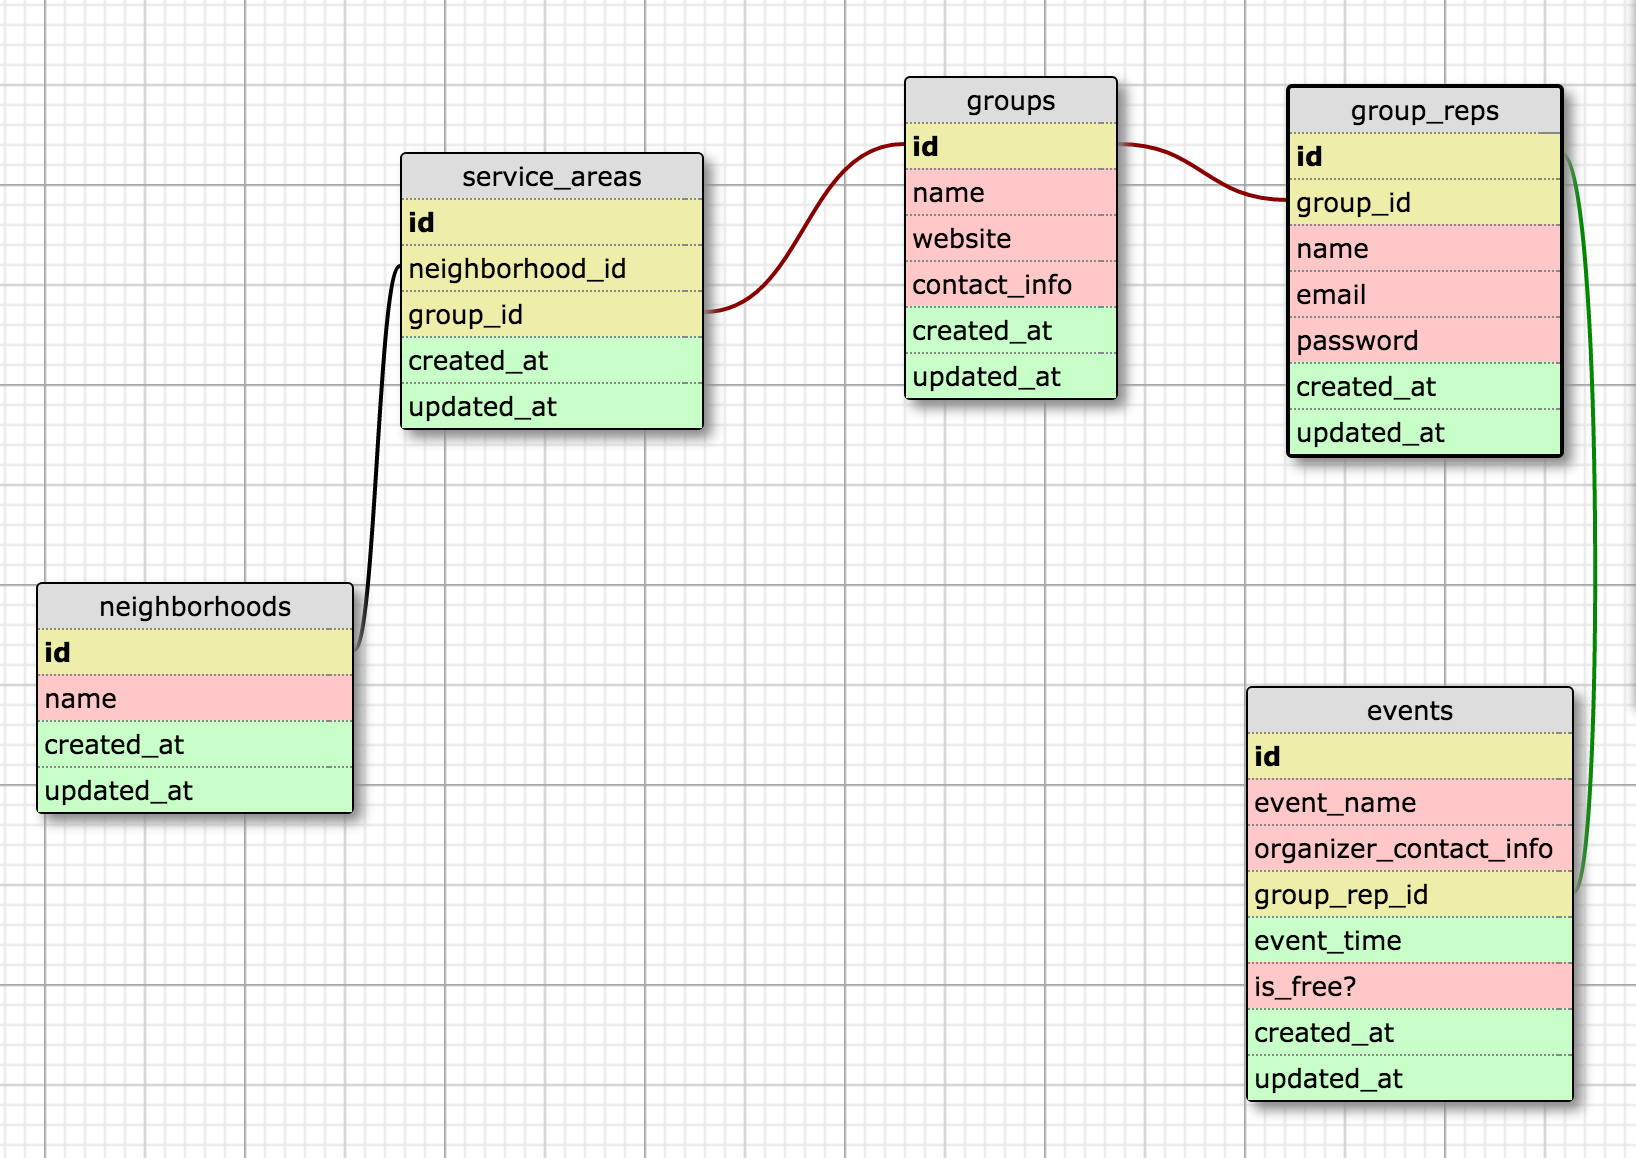 service_areas
id
neighborhood_id
group_id
created_at
updated_at
groups
id
name
website
contact_info
created_at
updated_at
group_reps
id
group_id
name
email
password
created_at
updated_at
neighborhoods
id
name
created_at
updated_at
events
id
event_name
organizer_contact_info
group_rep_id
event_time
is_free?
created_at
updated_at